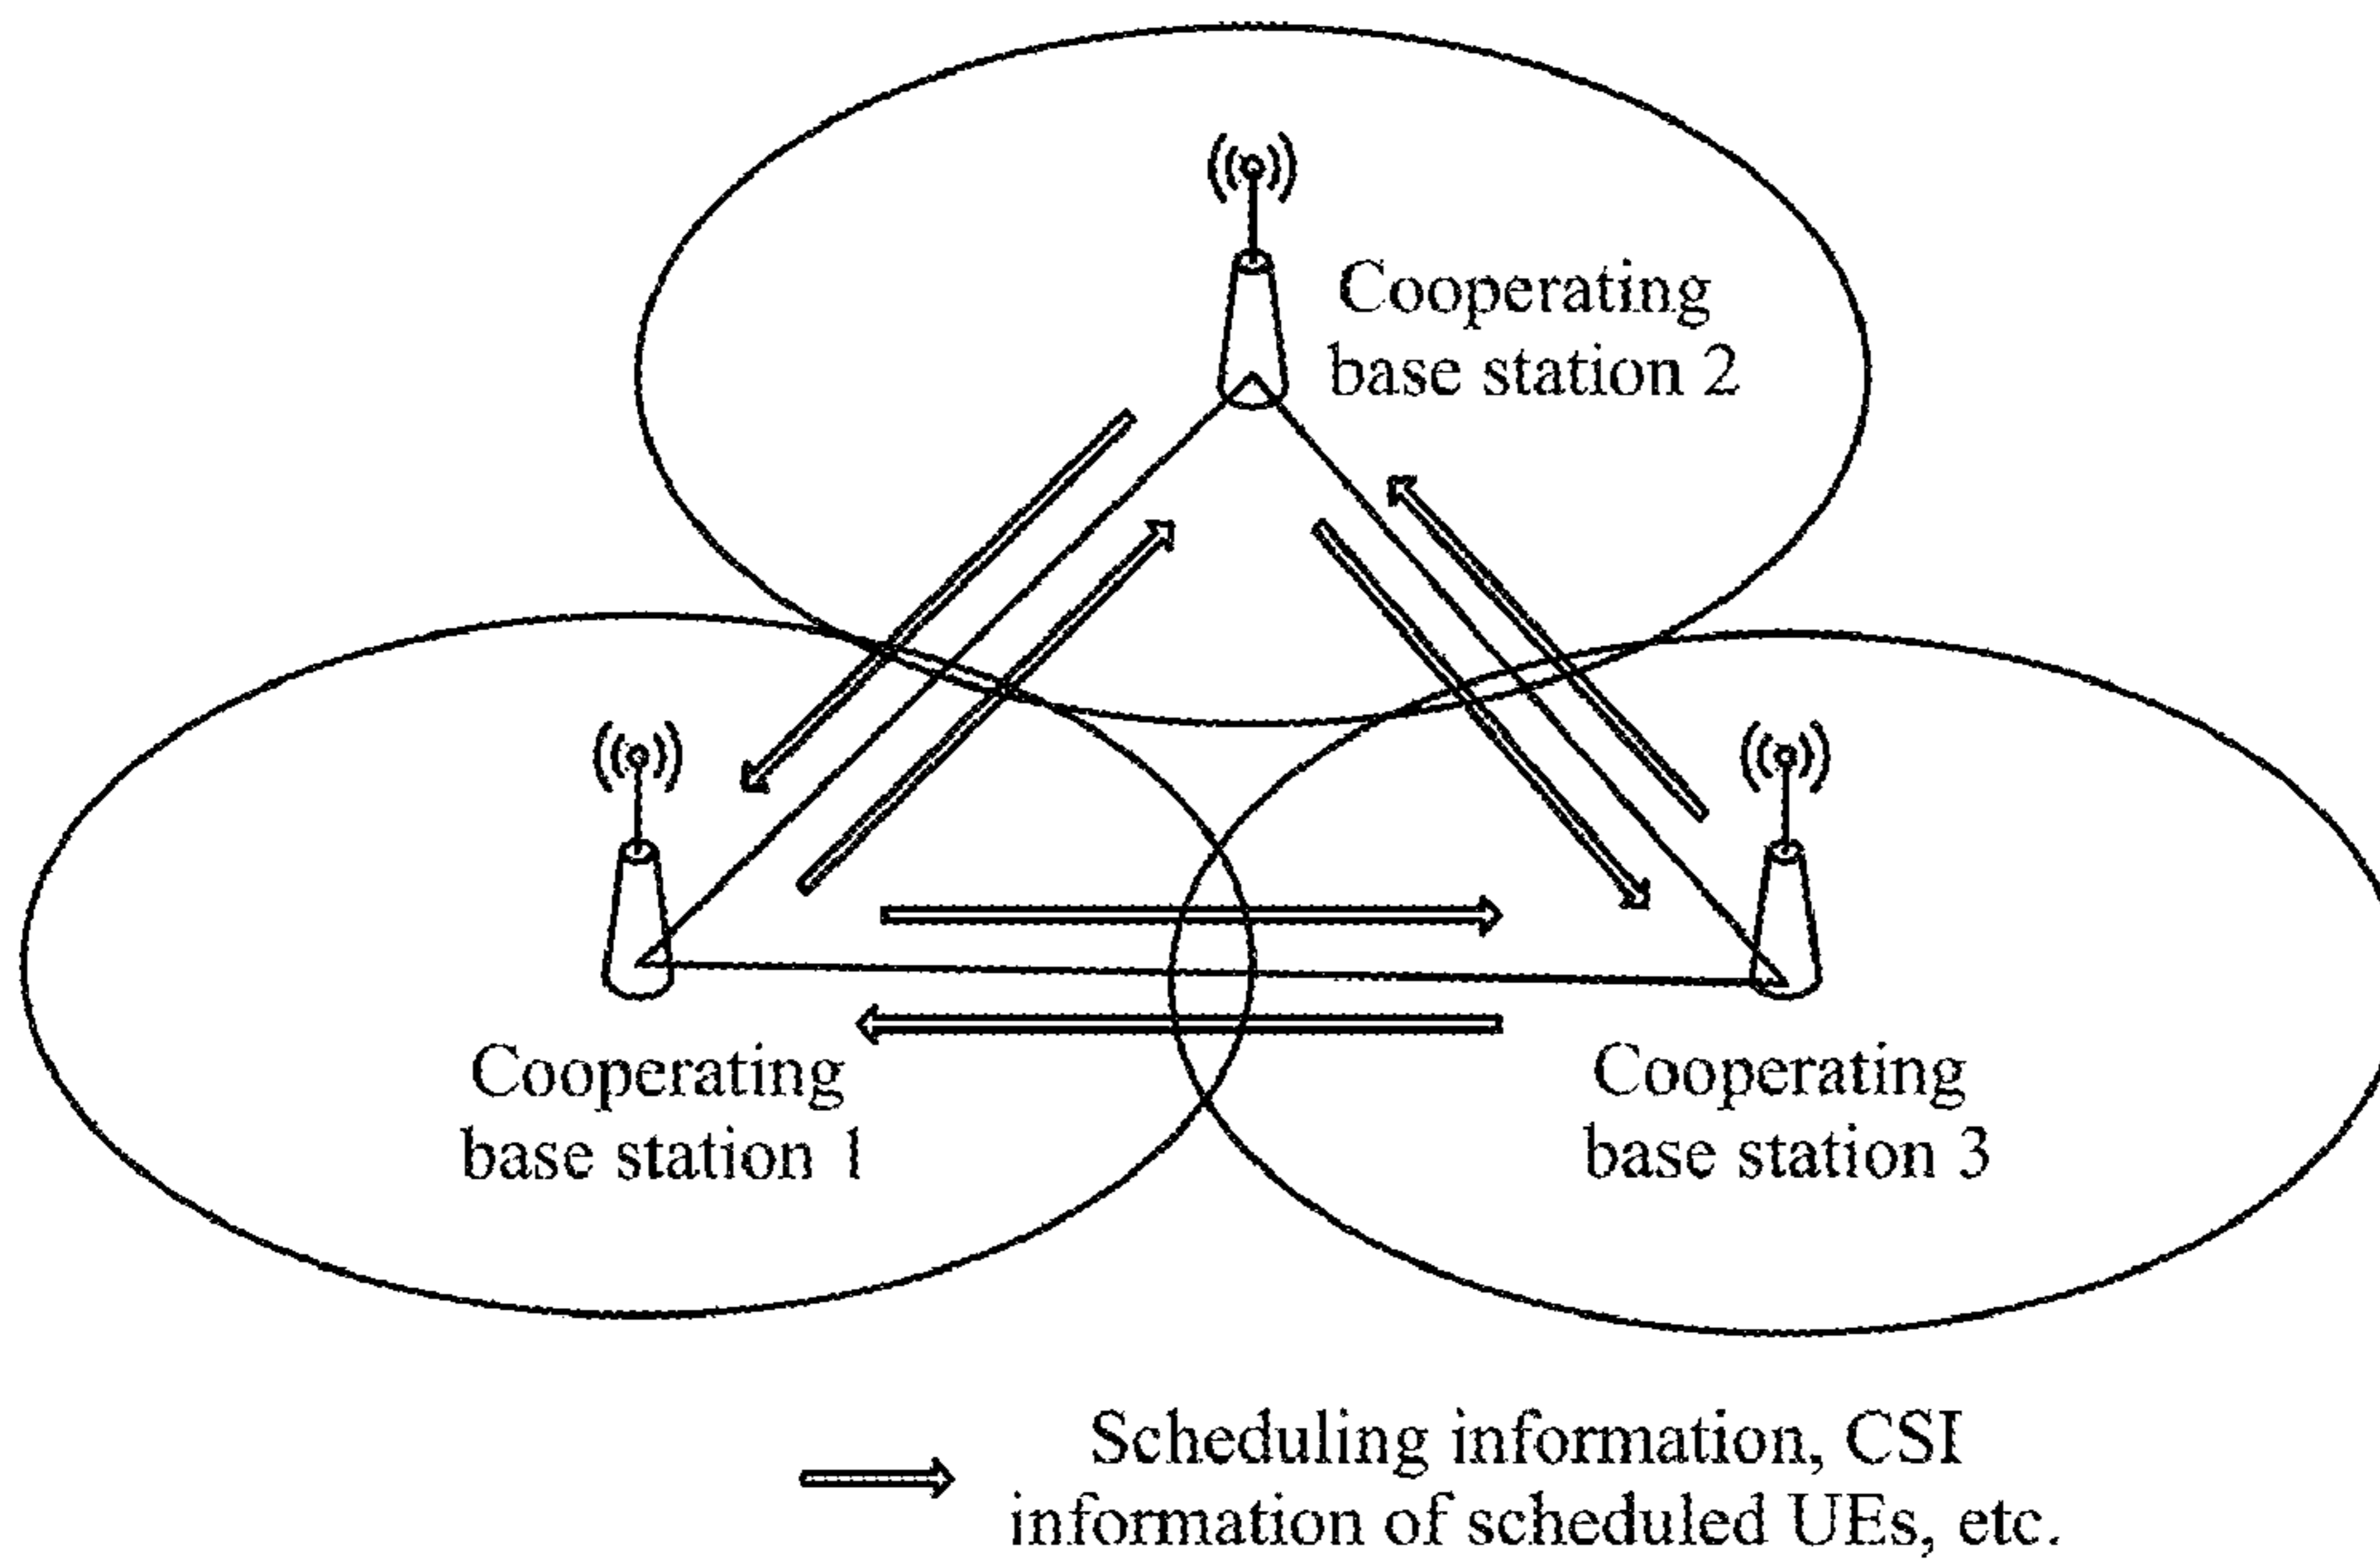 Cooperating
base station 2
Cooperating
base station 1
Cooperating
base station 3
Scheduling information, CSI
information of scheduled UEs, etc.